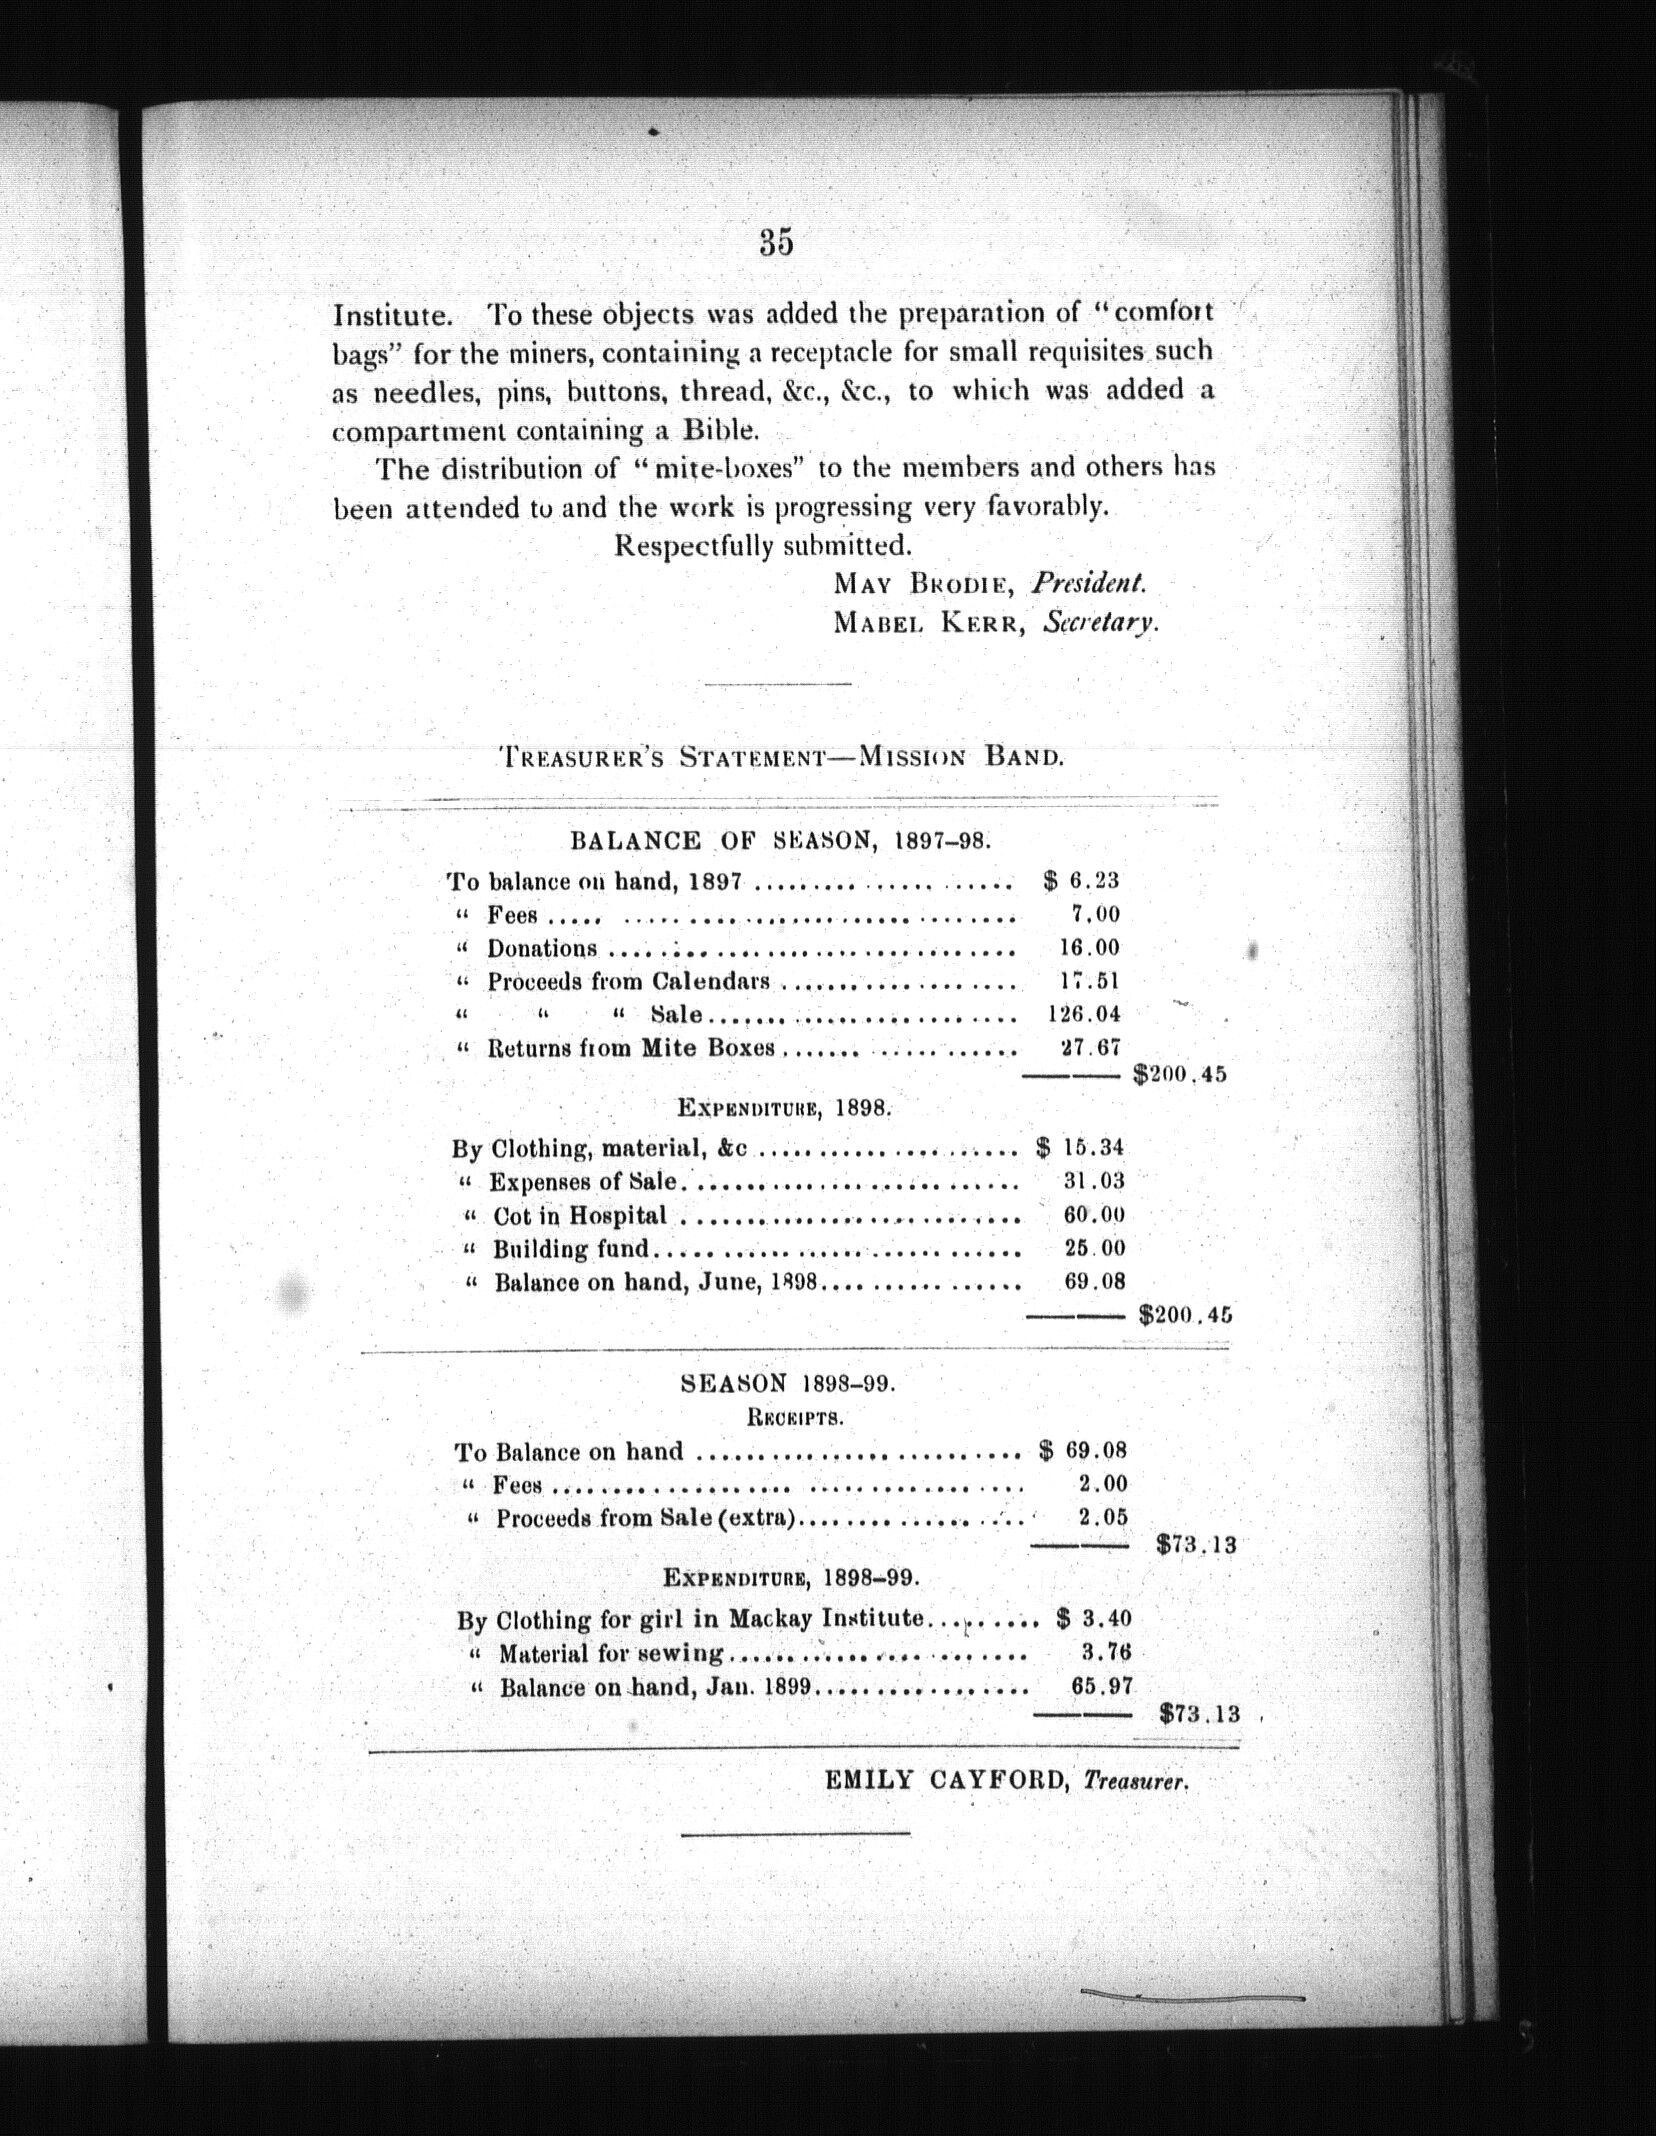 35
Institute. To these objects was added the preparation of “comfort
bags” for the miners, containing a receptacle for small requisites such
as needles, pins, buttons, thread, &c., &c., to which was added a
compartment containing a Bible.
The distribution of “mite-boxes” to the members and others has
been attended to and the work is progressing very favorably.
Respectfully submitted.
MAY BRODIE, President.
MABEL KERR, Secretary.
TREASURER'S STATEMENT—MISSION BAND.
BALANCE OF SEASON, 1897–98.
To balance on hand, 1897 .......................... $ 6.23
“ Fees ..... .................................. 7.00
“ Donations .................................. 16.00
“ Proceeds from Calendars .................... 17.51
“ “ “ Sale.......................... 126.04
“ Returns from Mite Boxes .................... 27.67
$200.45
EXPENDITURE, 1898.
By Clothing, material, &c ...................... $ 15.34
“ Expenses of Sale............................ 31.03
“ Cot in Hospital ............................ 60.00
“ Building fund.............................. 25.00
“ Balance on hand, June, 1898................. 69.08
$200.45
SEASON 1898–99.
RECEIPTS.
To Balance on hand ........................... $ 69.08
“ Fees ....................................... 2.00
“ Proceeds from Sale (extra)................... 2.05
$73.13
EXPENDITURE, 1898–99.
By Clothing for girl in Mackay Institute.......... $ 3.40
“ Material for sewing......................... 3.76
“ Balance on hand, Jan. 1899.................. 65.97
$73.13
EMILY CAYFORD, Treasurer.